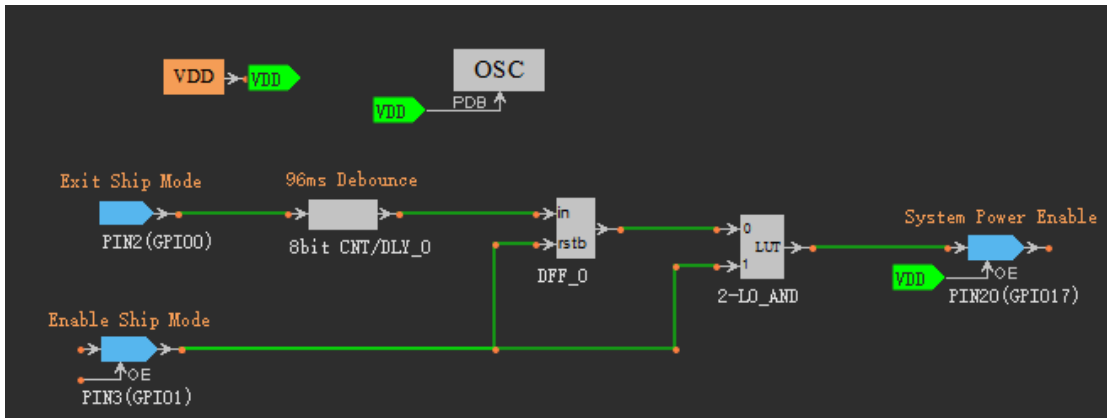 VDD
VDD
OSC
VDD
PDB
Exit Ship Mode
96ms Debounce
PIN2(GPIO0)
8bit CNT/DLY_0
in
rstb
DFF_0
0
LUT
1
2-L0_AND
System Power Enable
VDD
OE
PIN20(GPIO17)
Enable Ship Mode
OE
PIN3(GPIO1)